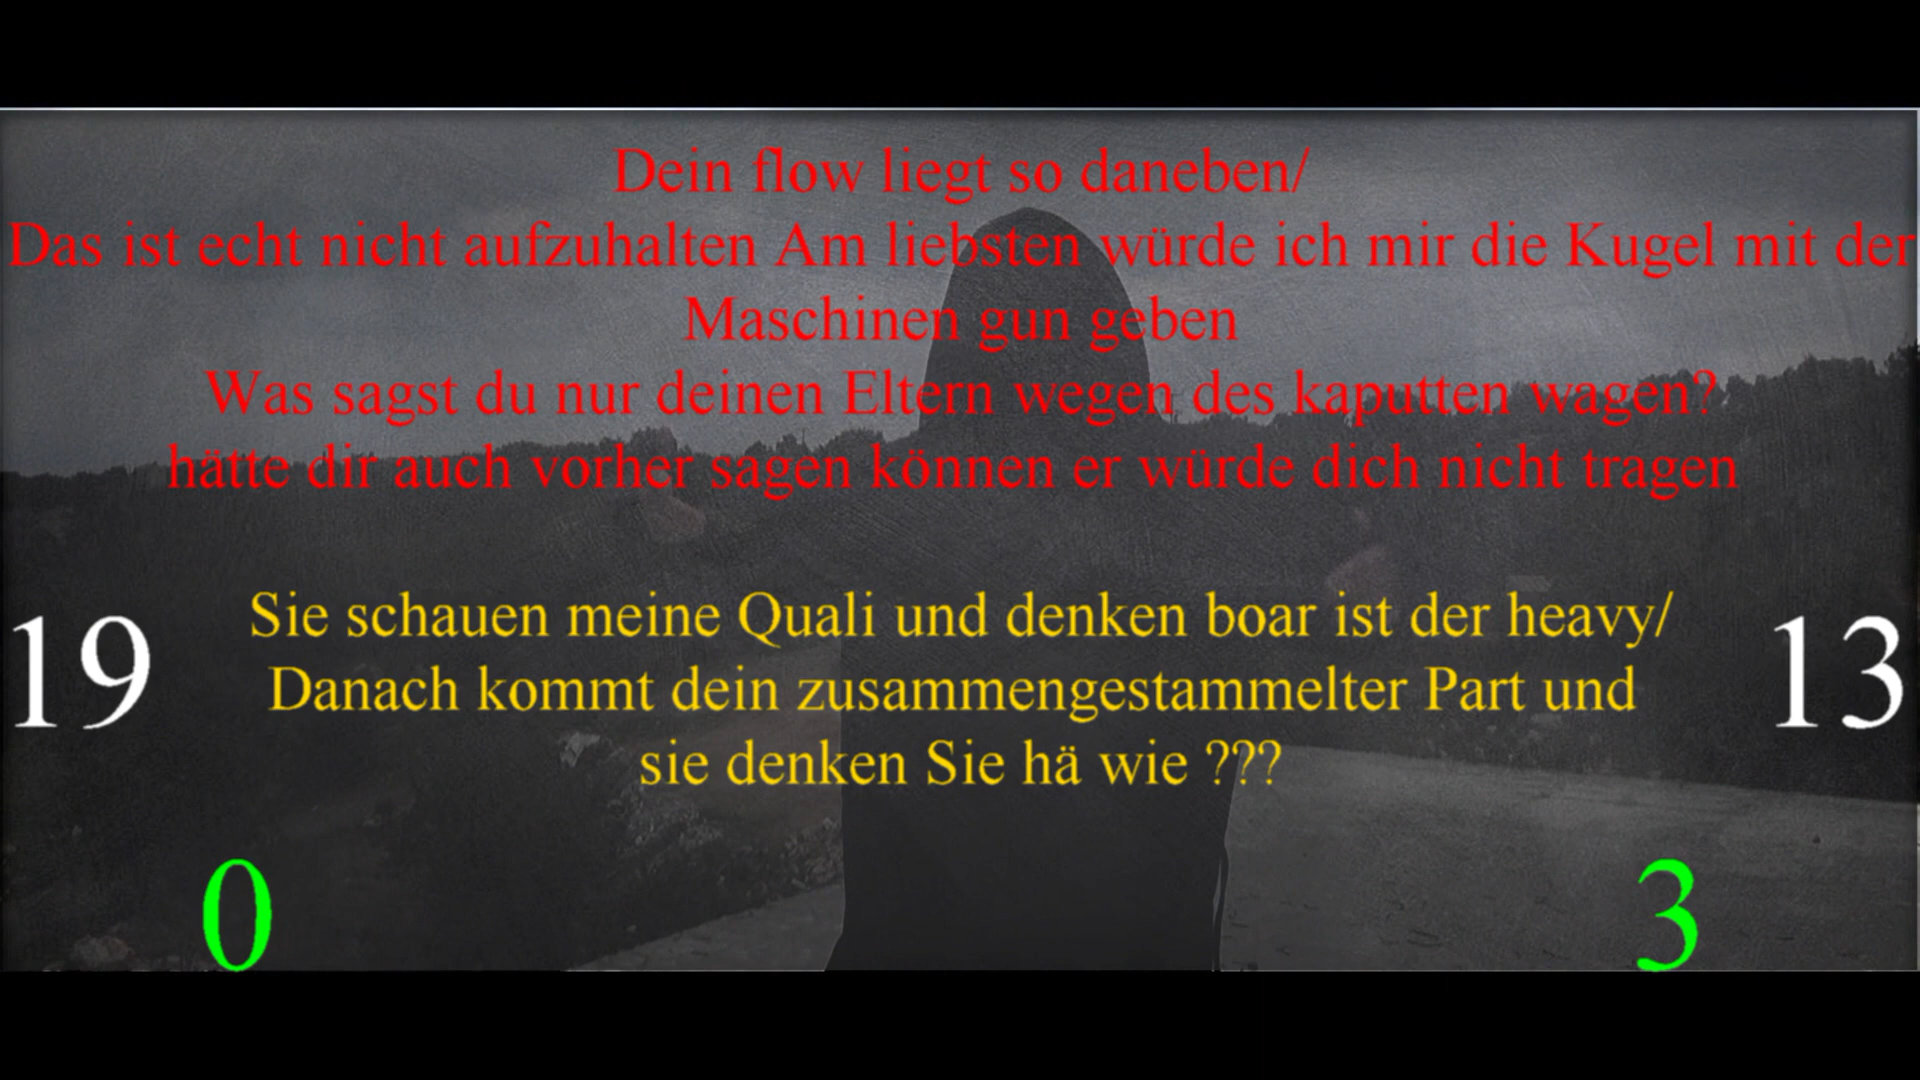 Dein flow liegt so daneben/
Das ist echt nicht aufzuhalten Am liebsten würde ich mir die Kugel mit der
Maschinen gun geben
Was sagst du nur deinen Eltern wegen des kaputten wagen?
hätte dir auch vorher sagen können er würde dich nicht tragen
19
Sie schauen meine Quali und denken boar ist der heavy/
Danach kommt dein zusammengestammelter Part und
sie denken Sie hä wie ???
13
0
3